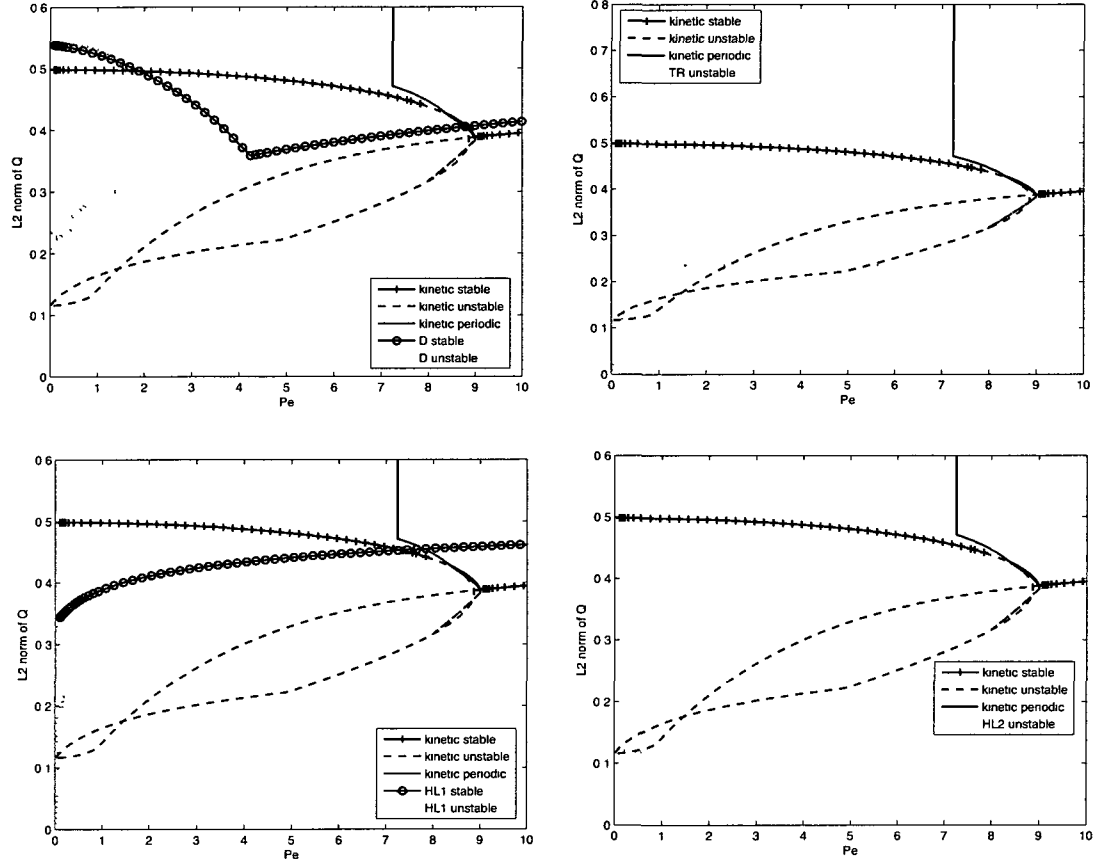 0 6
0 5
0 4
0 3
0 2
0 1
0
L2 norm of Q
kinetic stable
kinetic unstable
kinetic periodic
D stable
D unstable
0 1 2 3 4 5 6 7 8 9 10
Pe
0 8
0 7
0 6
0 5
0 4
0 3
0 2
0 1
0
L2 norm of Q
kinetic stable
kinetic unstable
kinetic periodic
TR unstable
0 1 2 3 4 5 6 7 8 9 10
Pe
0 6
0 5
0 4
0 3
0 2
0 1
0
L2 norm of Q
kinetic stable
kinetic unstable
kinetic periodic
HL1 stable
HL1 unstable
0 1 2 3 4 5 6 7 8 9 10
Pe
0 6
0 5
0 4
0 3
0 2
0 1
0
L2 norm of Q
kinetic stable
kinetic unstable
kinetic periodic
HL2 unstable
0 1 2 3 4 5 6 7 8 9 10
Pe